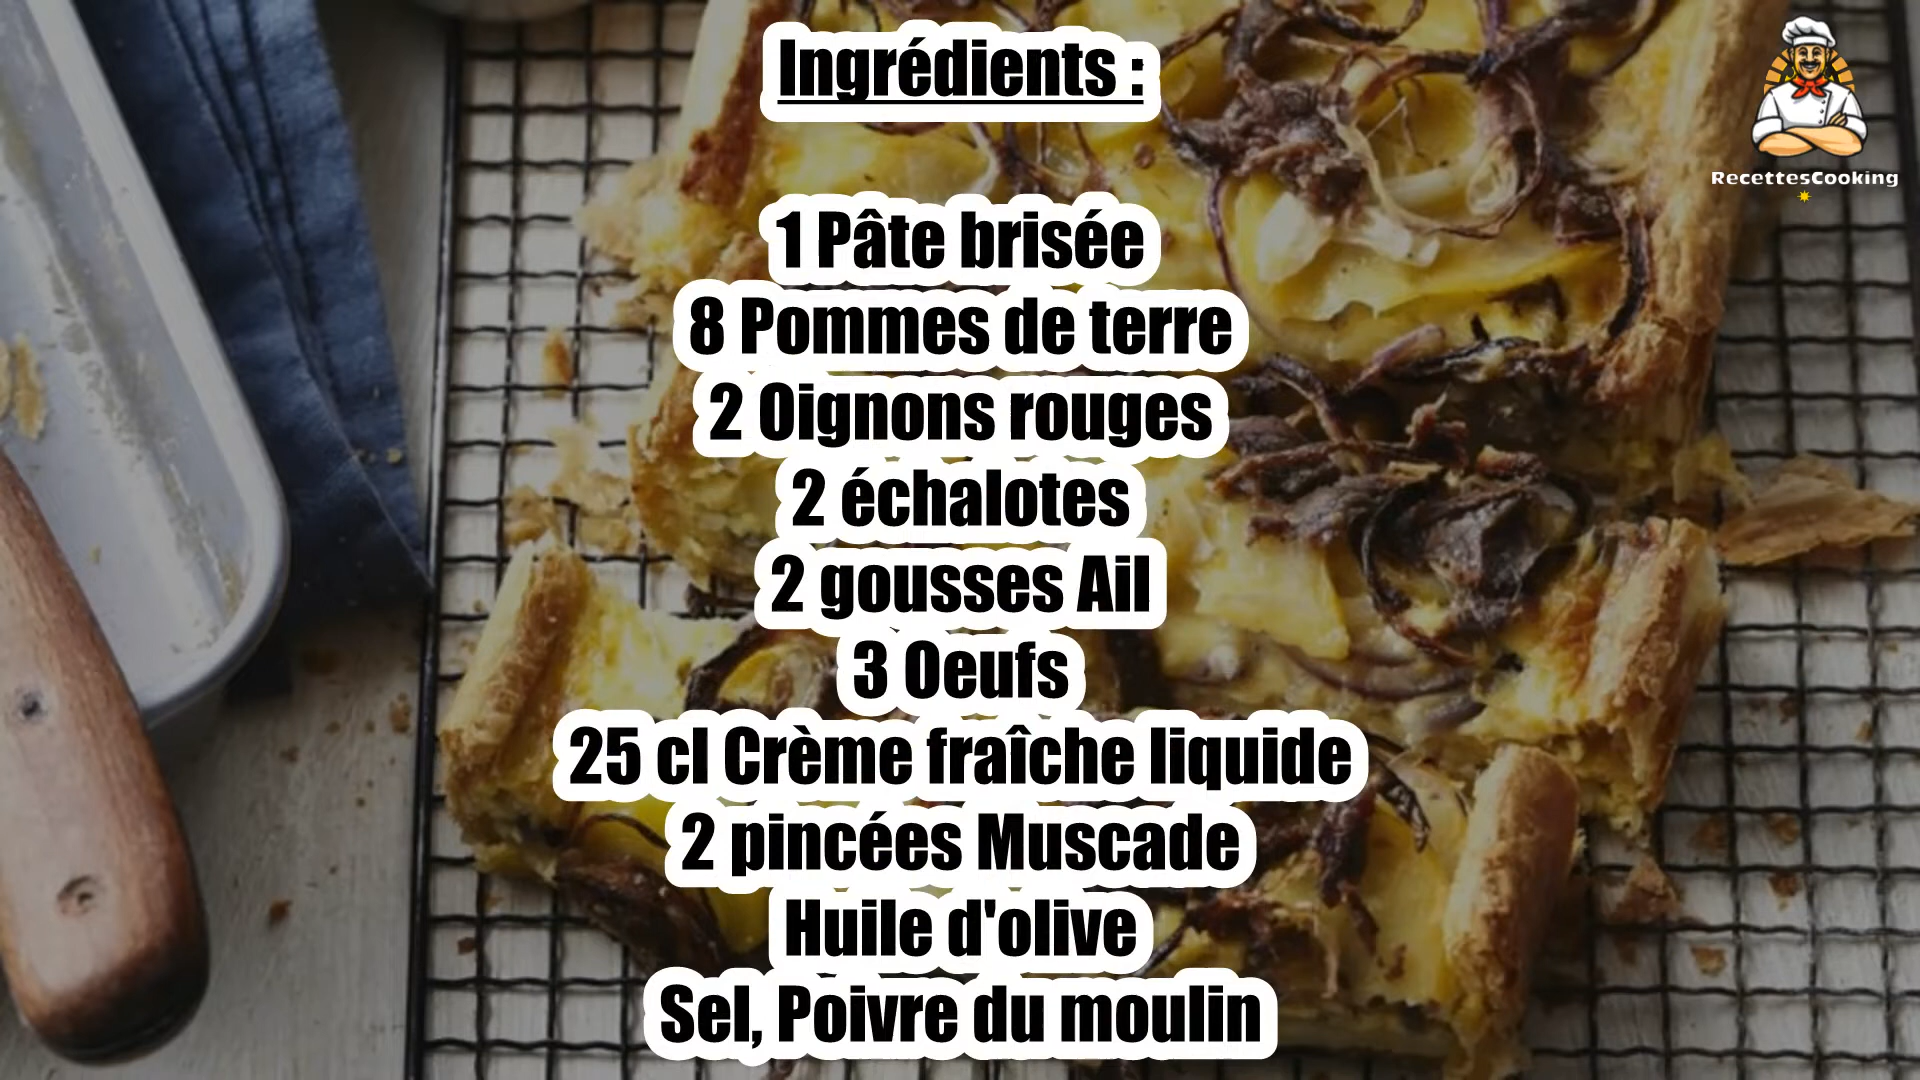 Ingrédients :
RecettesCooking
1 Pâte brisée
8 Pommes de terre
2 Oignons rouges
2 échalotes
2 gousses Ail
3 Oeufs
25 cl Crème fraîche liquide
2 pincées Muscade
Huile d'olive
Sel, Poivre du moulin